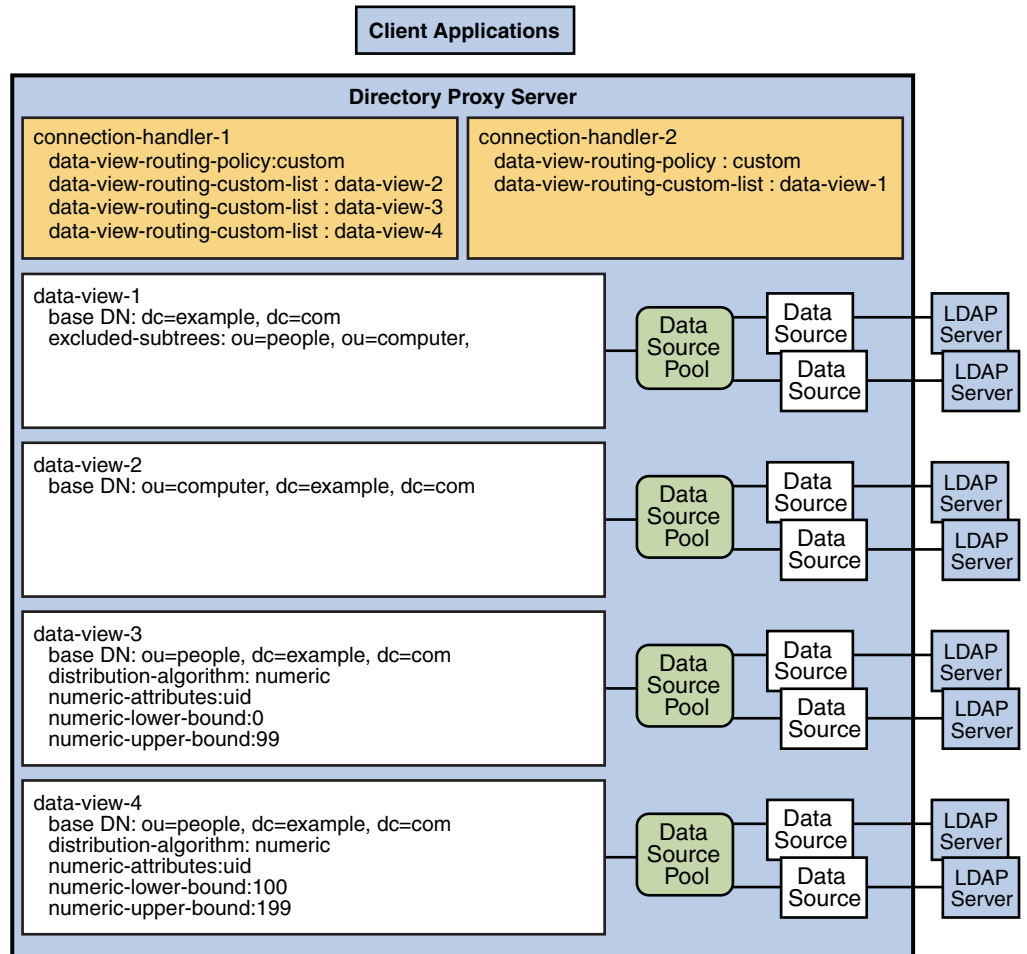 Client Applications
Directory Proxy Server
connection-handler-1
data-view-routing-policy:custom
data-view-routing-custom-list : data-view-2
data-view-routing-custom-list : data-view-3
data-view-routing-custom-list : data-view-4
connection-handler-2
data-view-routing-policy : custom
data-view-routing-custom-list : data-view-1
data-view-1
base DN: dc=example, dc=com
excluded-subtrees: ou=people, ou=computer,
Data
Source
Pool
Data
Source
Data
Source
LDAP
Server
LDAP
Server
data-view-2
base DN: ou=computer, dc=example, dc=com
Data
Source
Pool
Data
Source
Data
Source
LDAP
Server
LDAP
Server
data-view-3
base DN: ou=people, dc=example, dc=com
distribution-algorithm: numeric
numeric-attributes:uid
numeric-lower-bound:0
numeric-upper-bound:99
Data
Source
Pool
Data
Source
Data
Source
LDAP
Server
LDAP
Server
data-view-4
base DN: ou=people, dc=example, dc=com
distribution-algorithm: numeric
numeric-attributes:uid
numeric-lower-bound:100
numeric-upper-bound:199
Data
Source
Pool
Data
Source
Data
Source
LDAP
Server
LDAP
Server